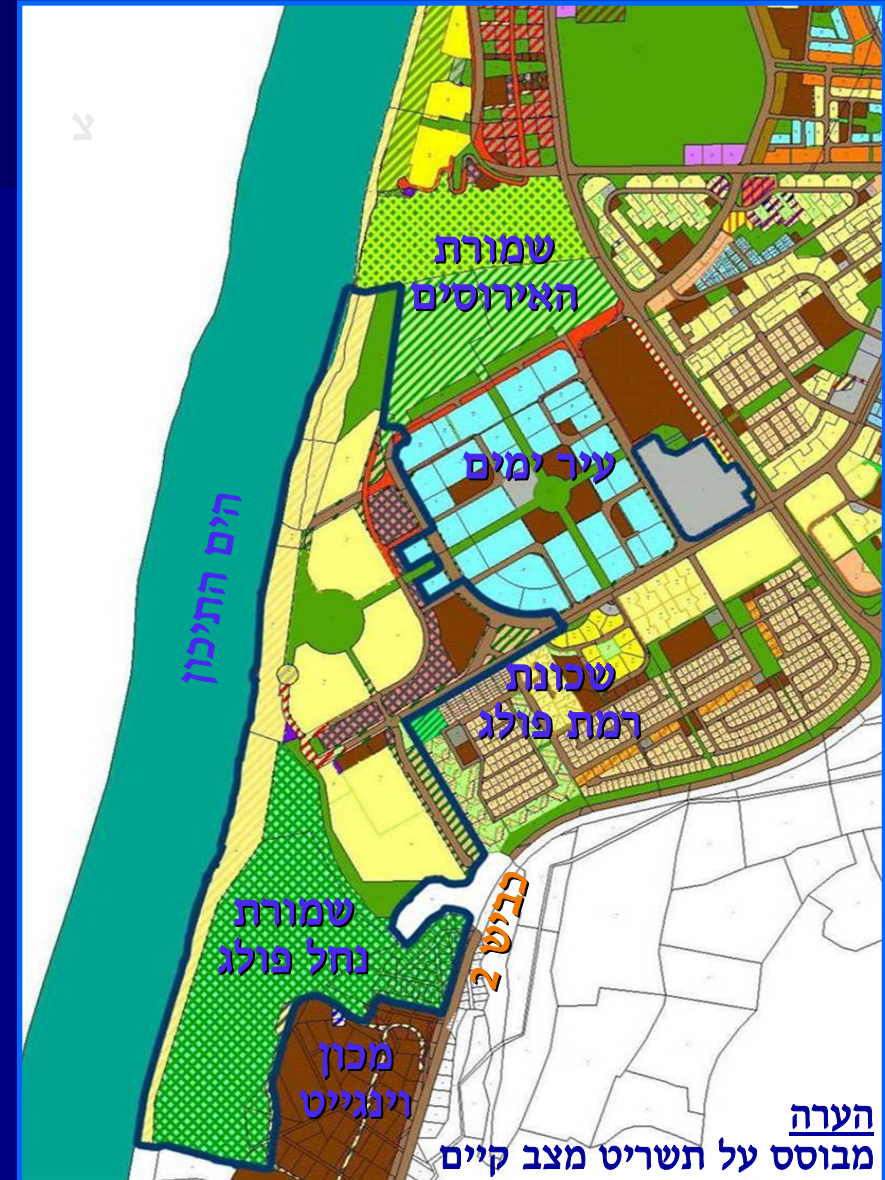 צ
שמורת
האירוסים
עיר ימים
הים התיכון
שכונת
רמת פולג
כביש 2
שמורת
נחל פולג
מכון
וינגייט
הערה
מבוסס על תשריט מצב קיים